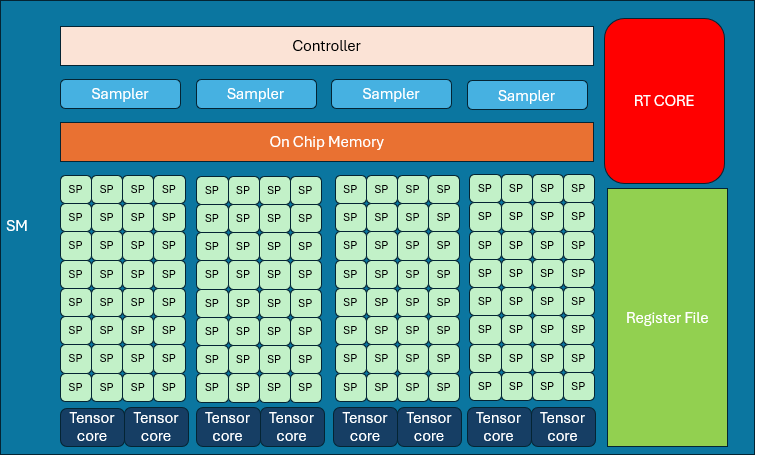 Controller
RT CORE
Sampler Sampler Sampler Sampler
On Chip Memory
SP SP SP SP SP SP SP SP SP SP SP SP SP SP SP SP
SP SP SP SP SP SP SP SP SP SP SP SP SP SP SP SP
SM
SP SP SP SP SP SP SP SP SP SP SP SP SP SP SP SP
SP SP SP SP SP SP SP SP SP SP SP SP SP SP SP SP
SP SP SP SP SP SP SP SP SP SP SP SP SP SP SP SP
Register File
SP SP SP SP SP SP SP SP SP SP SP SP SP SP SP SP
SP SP SP SP SP SP SP SP SP SP SP SP SP SP SP SP
SP SP SP SP SP SP SP SP SP SP SP SP SP SP SP SP
Tensor Tensor Tensor Tensor Tensor Tensor Tensor Tensor
core core core core core core core core